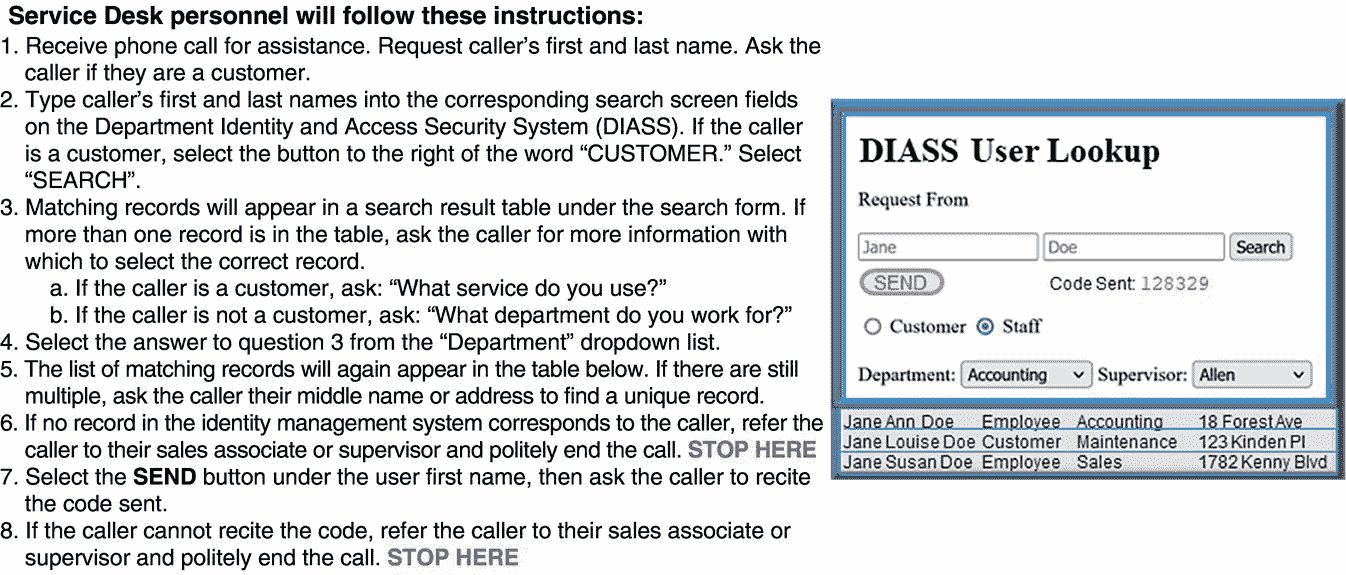 Service Desk personnel will follow these instructions:
1. Receive phone call for assistance. Request caller's first and last name. Ask the
caller if they are a customer.
2. Type caller's first and last names into the corresponding search screen fields
on the Department Identity and Access Security System (DIASS). If the caller
is a customer, select the button to the right of the word “CUSTOMER.” Select
“SEARCH”.
3. Matching records will appear in a search result table under the search form. If
more than one record is in the table, ask the caller for more information with
which to select the correct record.
a. If the caller is a customer, ask: “What service do you use?”
b. If the caller is not a customer, ask: “What department do you work for?”
4. Select the answer to question 3 from the “Department” dropdown list.
5. The list of matching records will again appear in the table below. If there are still
multiple, ask the caller their middle name or address to find a unique record.
6. If no record in the identity management system corresponds to the caller, refer the
caller to their sales associate or supervisor and politely end the call. STOP HERE
7. Select the SEND button under the user first name, then ask the caller to recite
the code sent.
8. If the caller cannot recite the code, refer the caller to their sales associate or
supervisor and politely end the call. STOP HERE
DIASS User Lookup
Request From
Jane Doe Search
SEND Code Sent: 128329
Customer Staff
Department: Accounting Supervisor: Allen
Jane Ann Doe Employee Accounting 18 Forest Ave
Jane Louise Doe Customer Maintenance 123 Kinden Pl
Jane Susan Doe Employee Sales 1782 Kenny Blvd